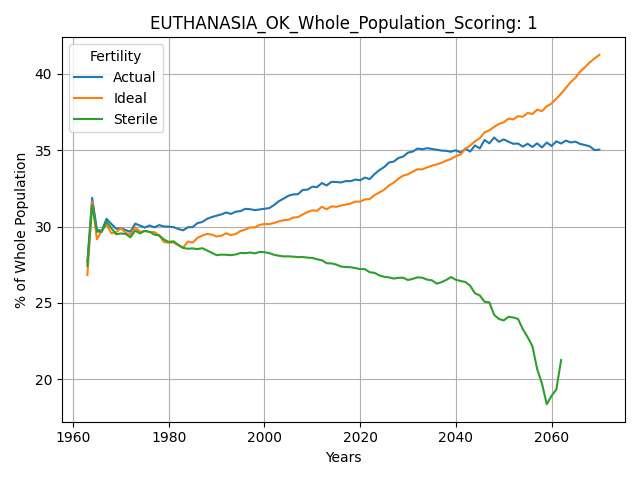 EUTHANASIA_OK_Whole_Population_Scoring: 1
Fertility
Actual
Ideal
Sterile
% of Whole Population
40
35
30
25
20
1960
1980
2000
2020
2040
2060
Years